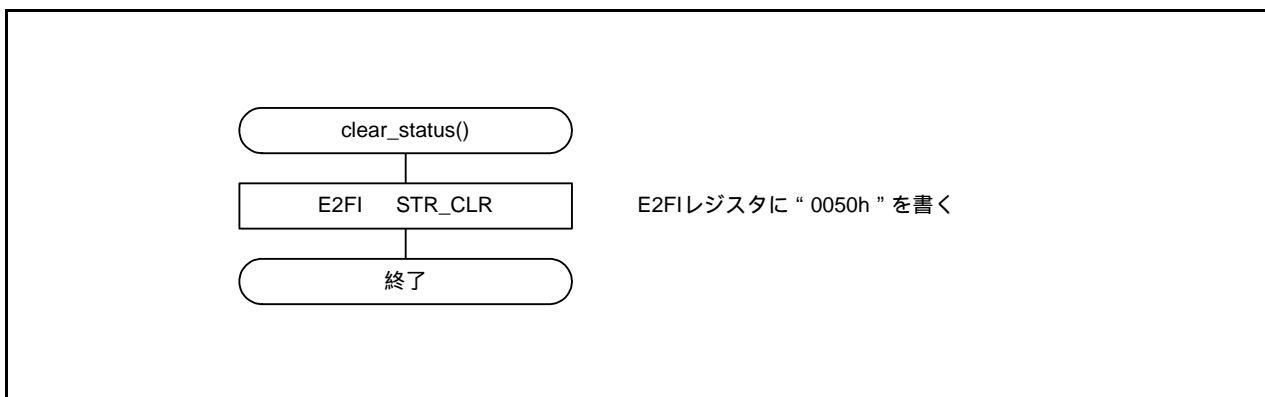 clear_status()
E2FI STR_CLR
E2FIレジスタに “ 0050h ” を書く
終了